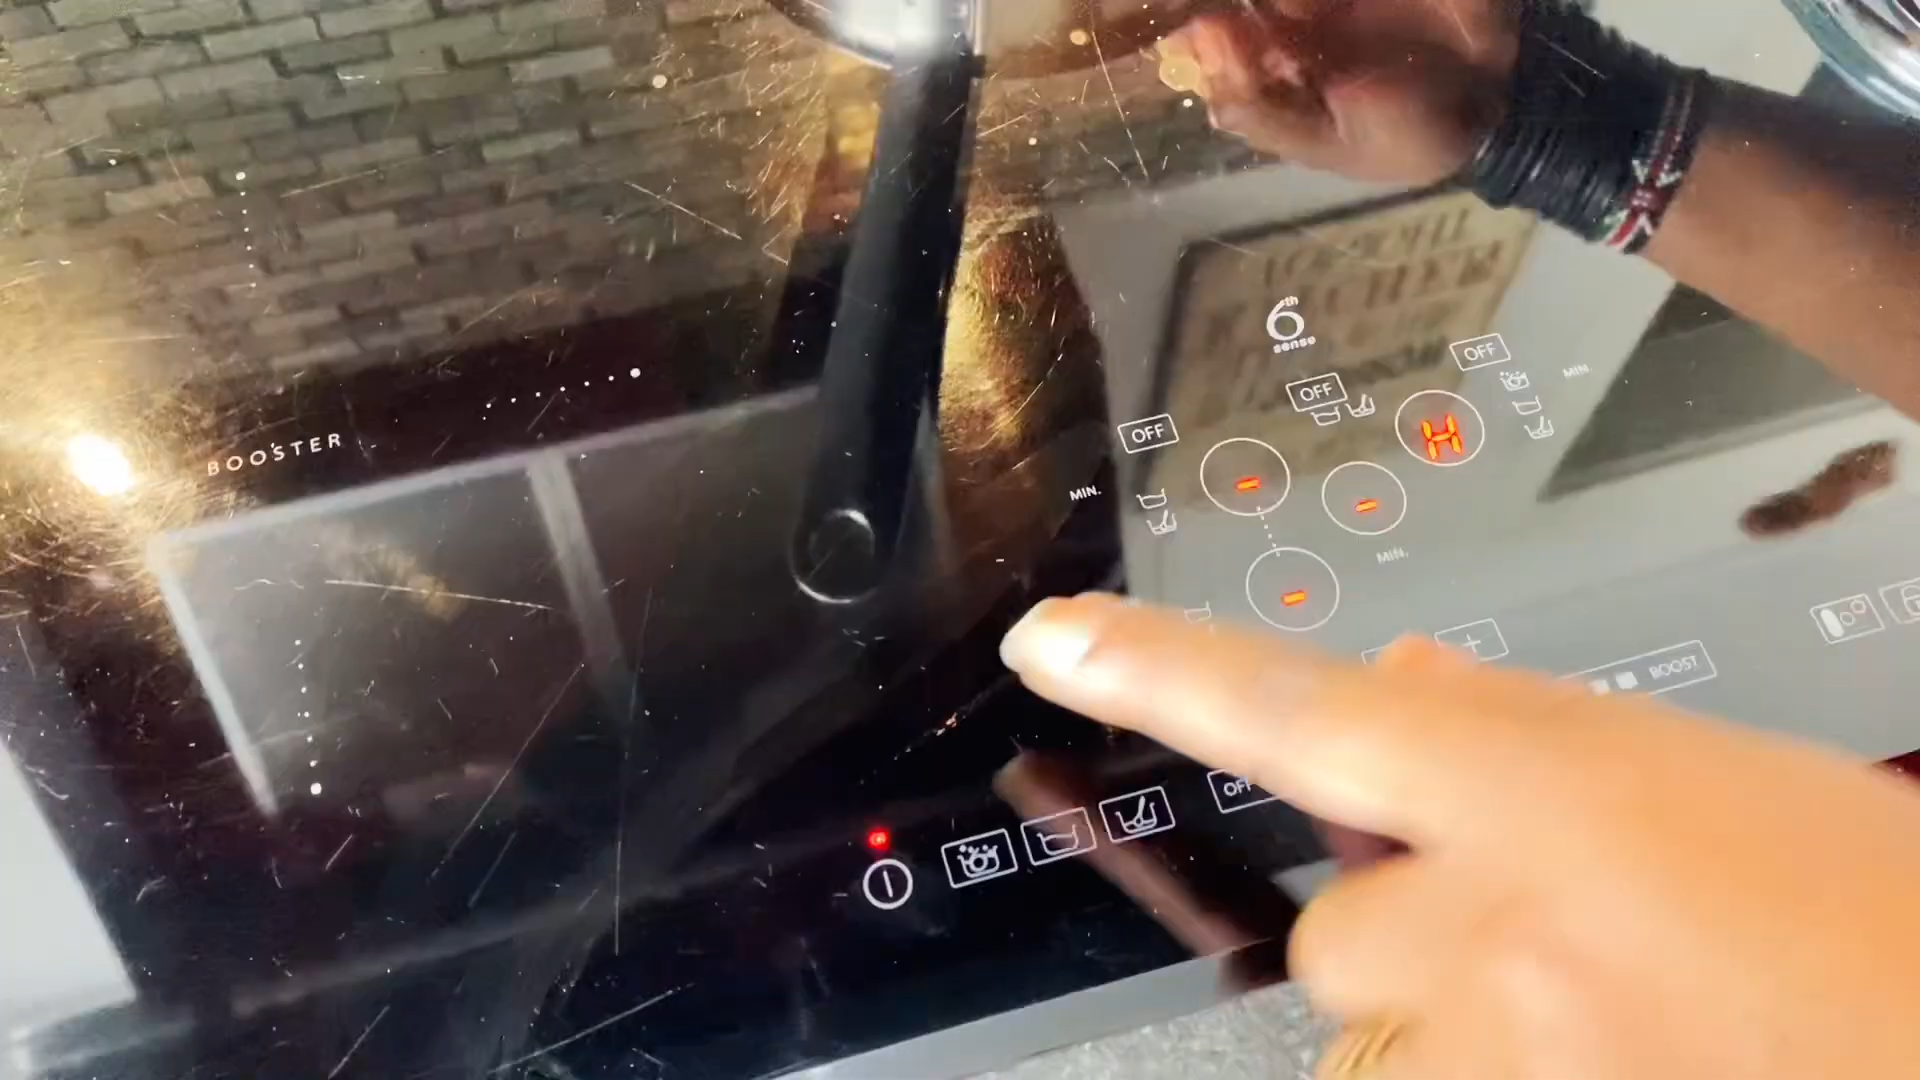 6th
sense
OFF
OFF
OFF
MIN.
H
BOOSTER
MIN.
MIN.
BOOST
OFF